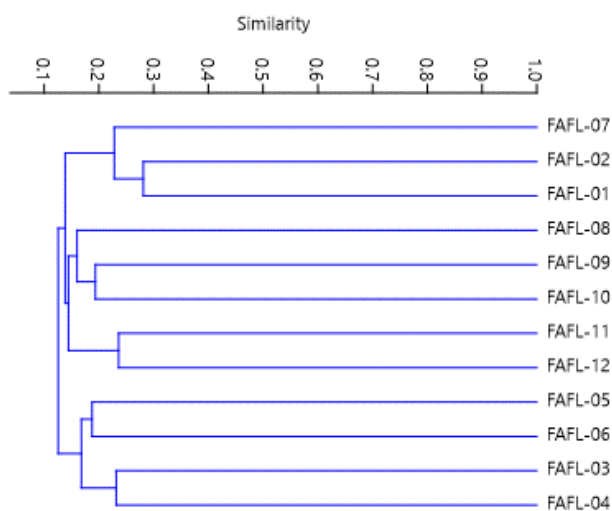 Similarity
0.1 0.2 0.3 0.4 0.5 0.6 0.7 0.8 0.9 1.0
FAFL-07
FAFL-02
FAFL-01
FAFL-08
FAFL-09
FAFL-10
FAFL-11
FAFL-12
FAFL-05
FAFL-06
FAFL-03
FAFL-04